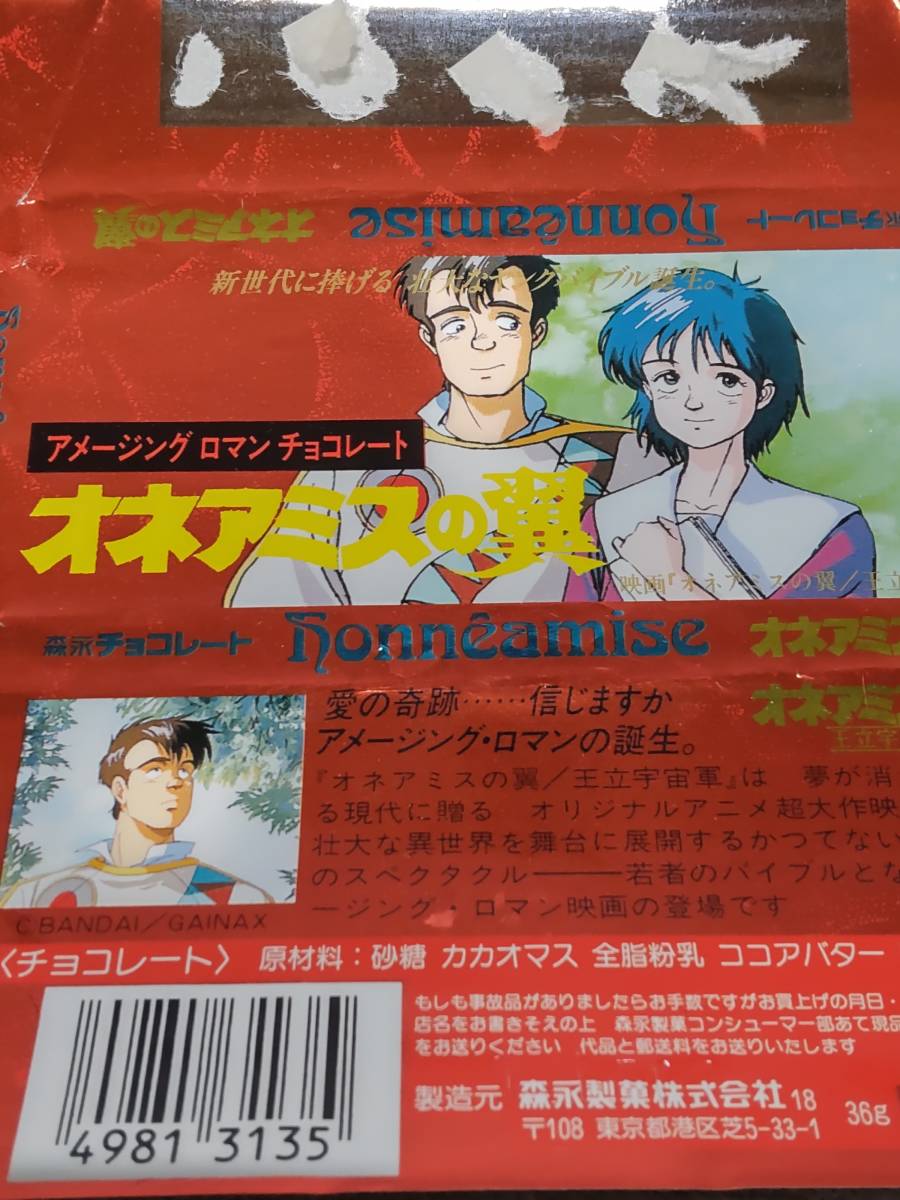 オネアミスの翼 honnêamise チョコレート
新世代に捧げる 壮大な バイブル誕生。
アメージング ロマン チョコレート
オネアミスの翼
映画『オネアミスの翼/王立
森永チョコレート honnêamise オネアミス
愛の奇跡……信じますか
アメージング・ロマンの誕生。
オネアミ
王立宇
『オネアミスの翼/王立宇宙軍』は 夢が消
る現代に贈る オリジナルアニメ超大作映
壮大な異世界を舞台に展開するかつてない
のスペクタクル――若者のバイブルとな
ージング・ロマン映画の登場です
©BANDAI/GAINAX
〈チョコレート〉 原材料:砂糖 カカオマス 全脂粉乳 ココアバター
もしも事故品がありましたらお手数ですがお買上げの月日・
店名をお書きそえの上 森永製菓コンシューマー部あて現品
をお送りください 代品と郵送料をお送りいたします
製造元 森永製菓株式会社 18 36g
〒108 東京都港区芝5-33-1
4981 3135